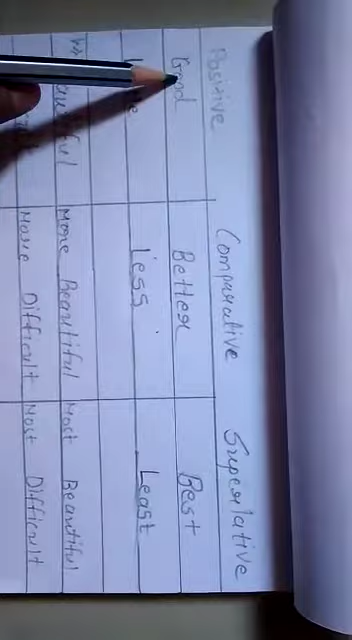 Positive Comparative Superlative
Good Better Best
Less Least
More Beautiful Most Beautiful
More Difficult Most Difficult